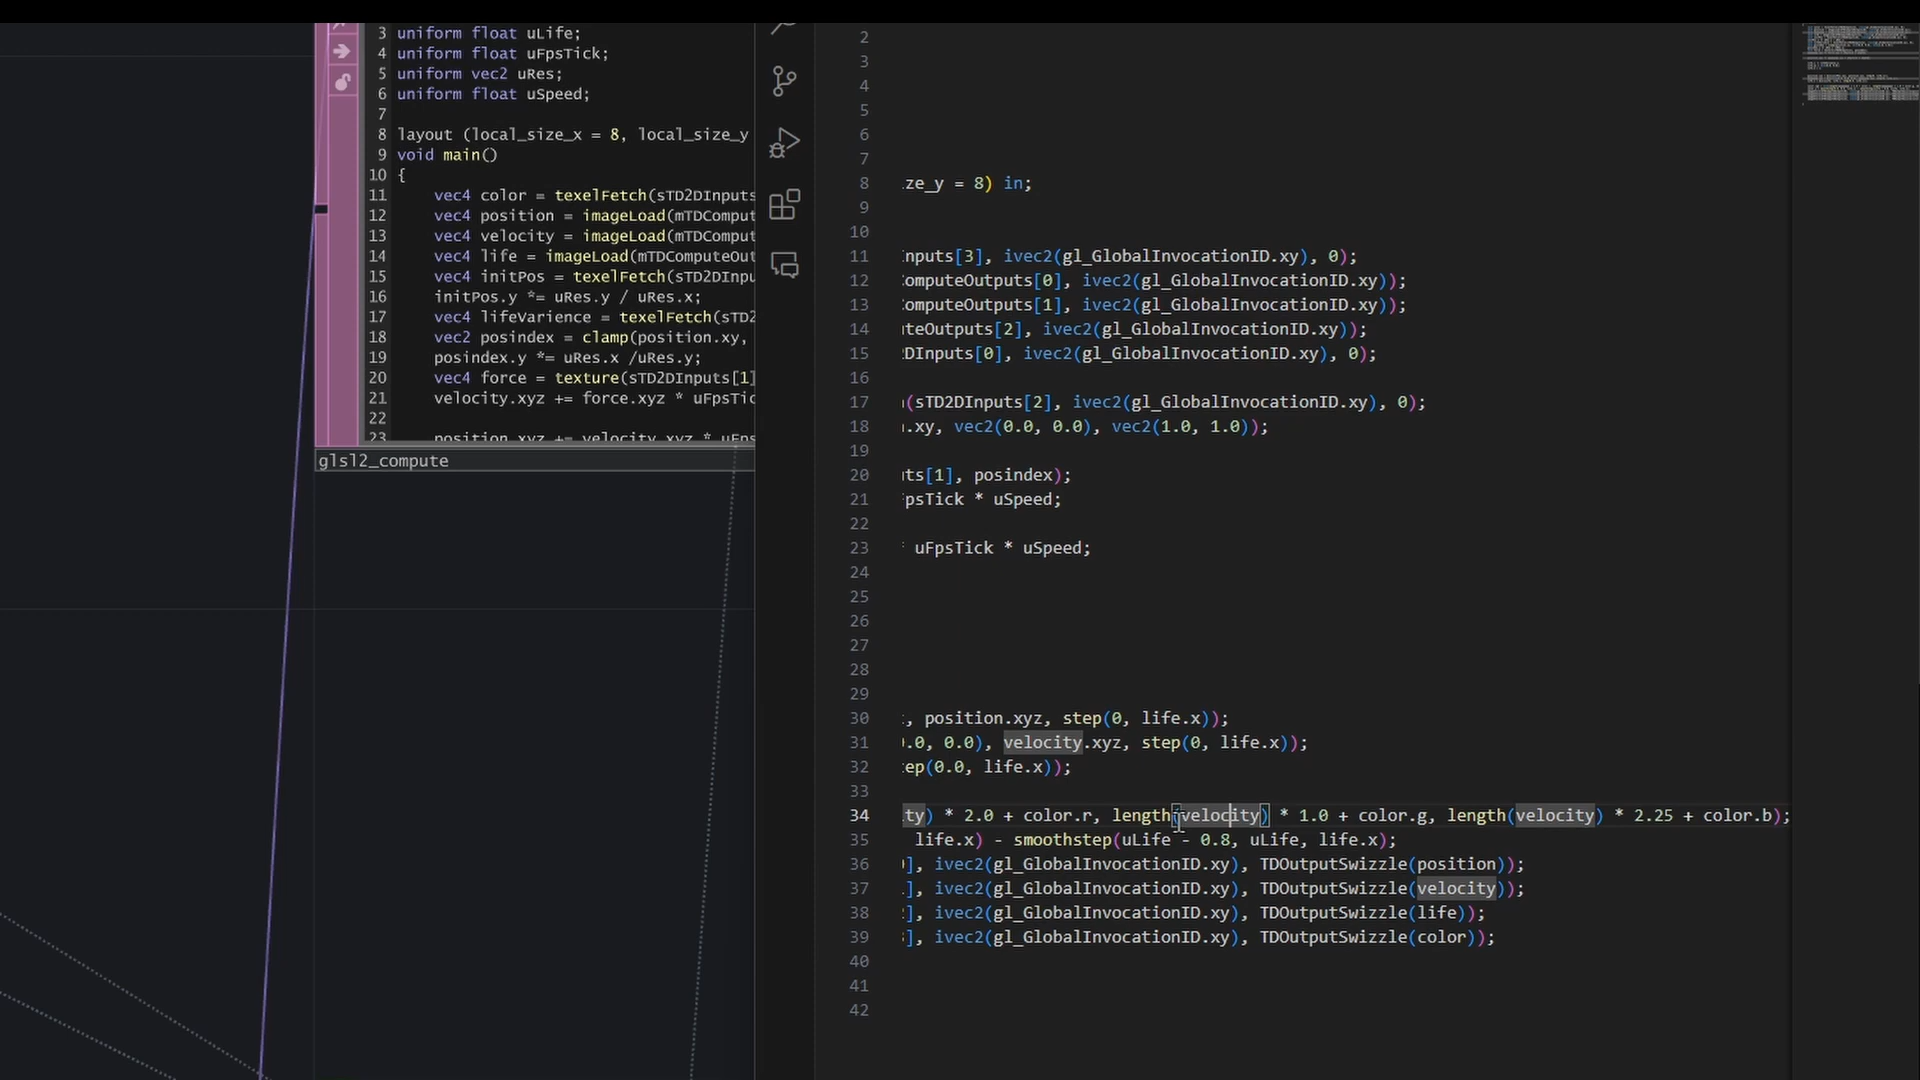 3 uniform float uLife;
4 uniform float uFpsTick;
5 uniform vec2 uRes;
6 uniform float uSpeed;
7
8 layout (local_size_x = 8, local_size_y
9 void main()
10 {
11 vec4 color = texelFetch(sTD2DInputs
12 vec4 position = imageLoad(mTDComput
13 vec4 velocity = imageLoad(mTDComput
14 vec4 life = imageLoad(mTDComputeOut
15 vec4 initPos = texelFetch(sTD2DInpu
16 initPos.y *= uRes.y / uRes.x;
17 vec4 lifeVarience = texelFetch(sTD2
18 vec2 posindex = clamp(position.xy,
19 posindex.y *= uRes.x /uRes.y;
20 vec4 force = texture(sTD2DInputs[1]
21 velocity.xyz += force.xyz * uFpsTic
22
23 position.xyz += velocity.xyz * uFps
glsl2_compute
2
3
4
5
6
7
8 ze_y = 8) in;
9
10
11 nputs[3], ivec2(gl_GlobalInvocationID.xy), 0);
12 omputeOutputs[0], ivec2(gl_GlobalInvocationID.xy));
13 omputeOutputs[1], ivec2(gl_GlobalInvocationID.xy));
14 teOutputs[2], ivec2(gl_GlobalInvocationID.xy));
15 DInputs[0], ivec2(gl_GlobalInvocationID.xy), 0);
16
17 (sTD2DInputs[2], ivec2(gl_GlobalInvocationID.xy), 0);
18 .xy, vec2(0.0, 0.0), vec2(1.0, 1.0));
19
20 ts[1], posindex);
21 FpsTick * uSpeed;
22
23 * uFpsTick * uSpeed;
24
25
26
27
28
29
30 , position.xyz, step(0, life.x));
31 0.0, 0.0), velocity.xyz, step(0, life.x));
32 tep(0.0, life.x));
33
34 ity) * 2.0 + color.r, length(velocity) * 1.0 + color.g, length(velocity) * 2.25 + color.b);
35 life.x) - smoothstep(uLife - 0.8, uLife, life.x);
36 ], ivec2(gl_GlobalInvocationID.xy), TDOutputSwizzle(position));
37 ], ivec2(gl_GlobalInvocationID.xy), TDOutputSwizzle(velocity));
38 ], ivec2(gl_GlobalInvocationID.xy), TDOutputSwizzle(life));
39 ], ivec2(gl_GlobalInvocationID.xy), TDOutputSwizzle(color));
40
41
42